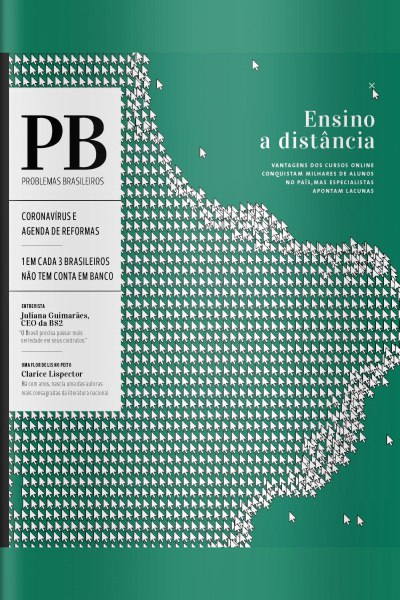 PB
PROBLEMAS BRASILEIROS
CORONAVÍRUS E
AGENDA DE REFORMAS
1 EM CADA 3 BRASILEIROS
NÃO TEM CONTA EM BANCO
ENTREVISTA
Juliana Guimarães,
CEO da BS2
"O Brasil precisa passar mais
seriedade em seus contratos."
UMA FLOR DE LIS NO PEITO
Clarice Lispector
Há cem anos, nascia uma das autoras
mais consagradas da literatura nacional
Ensino
a distância
VANTAGENS DOS CURSOS ONLINE
CONQUISTAM MILHARES DE ALUNOS
NO PAÍS, MAS ESPECIALISTAS
APONTAM LACUNAS